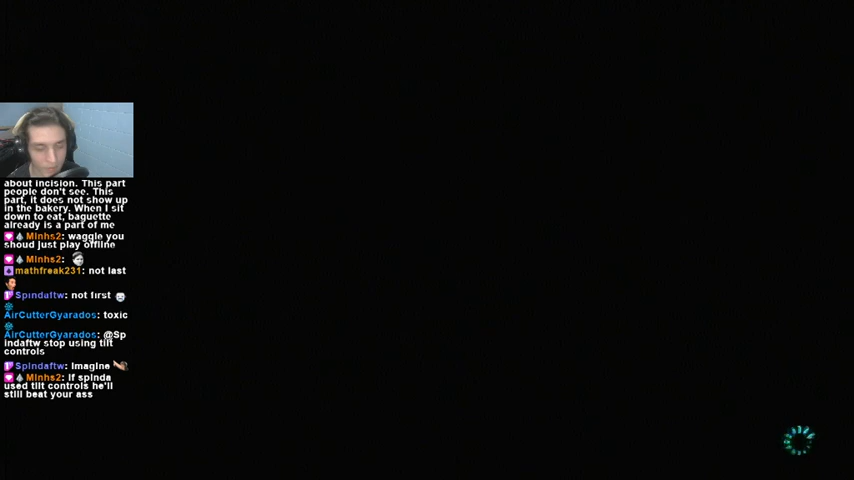 about incision. This part
people don't see. This
part, it does not show up
in the bakery. When I sit
down to eat, baguette
already is a part of me
Minhs2: waggle you
shoud just play offline
Minhs2:
mathfreak231: not last
Spindaftw: not first
AirCutterGyarados: toxic
AirCutterGyarados: @Sp
indaftw stop using tilt
controls
Spindaftw: Imagine
Minhs2: If spinda
used tilt controls he'll
still beat your ass